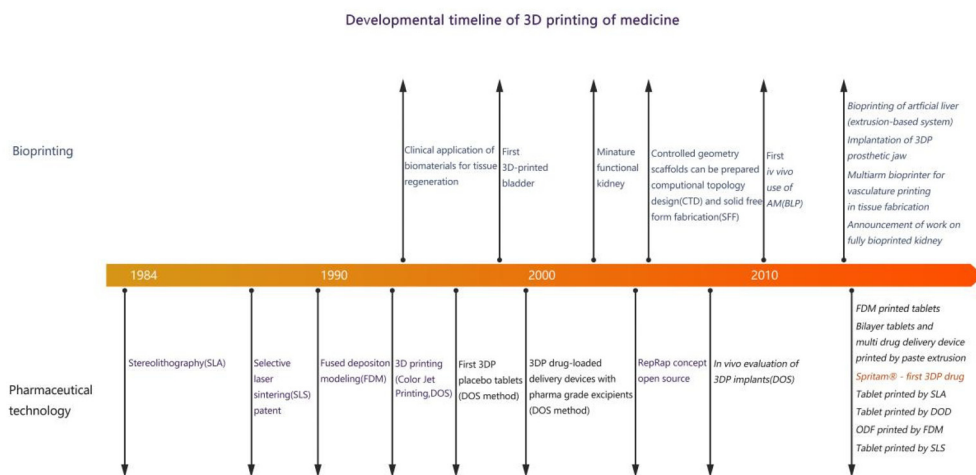 Developmental timeline of 3D printing of medicine
Bioprinting
Clinical application of
biomaterials for tissue
regeneration
First
3D-printed
bladder
Minature
functional
kidney
Controlled geometry
scaffolds can be prepared
computional topology
design(CTD) and solid free
form fabrication(SFF)
First
iv vivo
use of
AM(BLP)
Bioprinting of artficial liver
(extrusion-based system)
Implantation of 3DP
prosthetic jaw
Multiarm bioprinter for
vasculature printing
in tissue fabrication
Announcement of work on
fully bioprinted kidney
1984
1990
2000
2010
Pharmaceutical
technology
Stereolithography(SLA)
Selective
laser
sintering(SLS)
patent
Fused depositon
modeling(FDM)
3D printing
(Color Jet
Printing,DOS)
First 3DP
placebo tablets
(DOS method)
3DP drug-loaded
delivery devices with
pharma grade excipients
(DOS method)
RepRap concept
open source
In vivo evaluation of
3DP implants(DOS)
FDM printed tablets
Bilayer tablets and
multi drug delivery device
printed by paste extrusion
Spritam® - first 3DP drug
Tablet printed by SLA
Tablet printed by DOD
ODF printed by FDM
Tablet printed by SLS